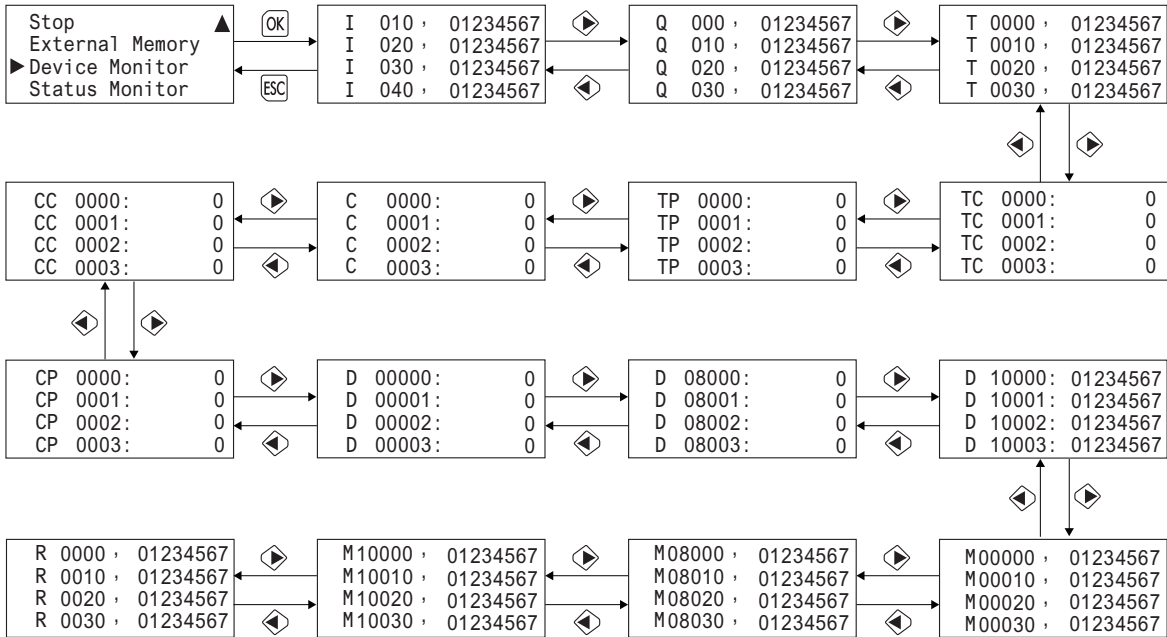 Stop
External Memory
Device Monitor
Status Monitor
OK
ESC
I 010, 01234567
I 020, 01234567
I 030, 01234567
I 040, 01234567
Q 000, 01234567
Q 010, 01234567
Q 020, 01234567
Q 030, 01234567
T 0000, 01234567
T 0010, 01234567
T 0020, 01234567
T 0030, 01234567
CC 0000: 0
CC 0001: 0
CC 0002: 0
CC 0003: 0
C 0000: 0
C 0001: 0
C 0002: 0
C 0003: 0
TP 0000: 0
TP 0001: 0
TP 0002: 0
TP 0003: 0
TC 0000: 0
TC 0001: 0
TC 0002: 0
TC 0003: 0
CP 0000: 0
CP 0001: 0
CP 0002: 0
CP 0003: 0
D 00000: 0
D 00001: 0
D 00002: 0
D 00003: 0
D 08000: 0
D 08001: 0
D 08002: 0
D 08003: 0
D 10000: 01234567
D 10001: 01234567
D 10002: 01234567
D 10003: 01234567
R 0000, 01234567
R 0010, 01234567
R 0020, 01234567
R 0030, 01234567
M10000, 01234567
M10010, 01234567
M10020, 01234567
M10030, 01234567
M08000, 01234567
M08010, 01234567
M08020, 01234567
M08030, 01234567
M00000, 01234567
M00010, 01234567
M00020, 01234567
M00030, 01234567